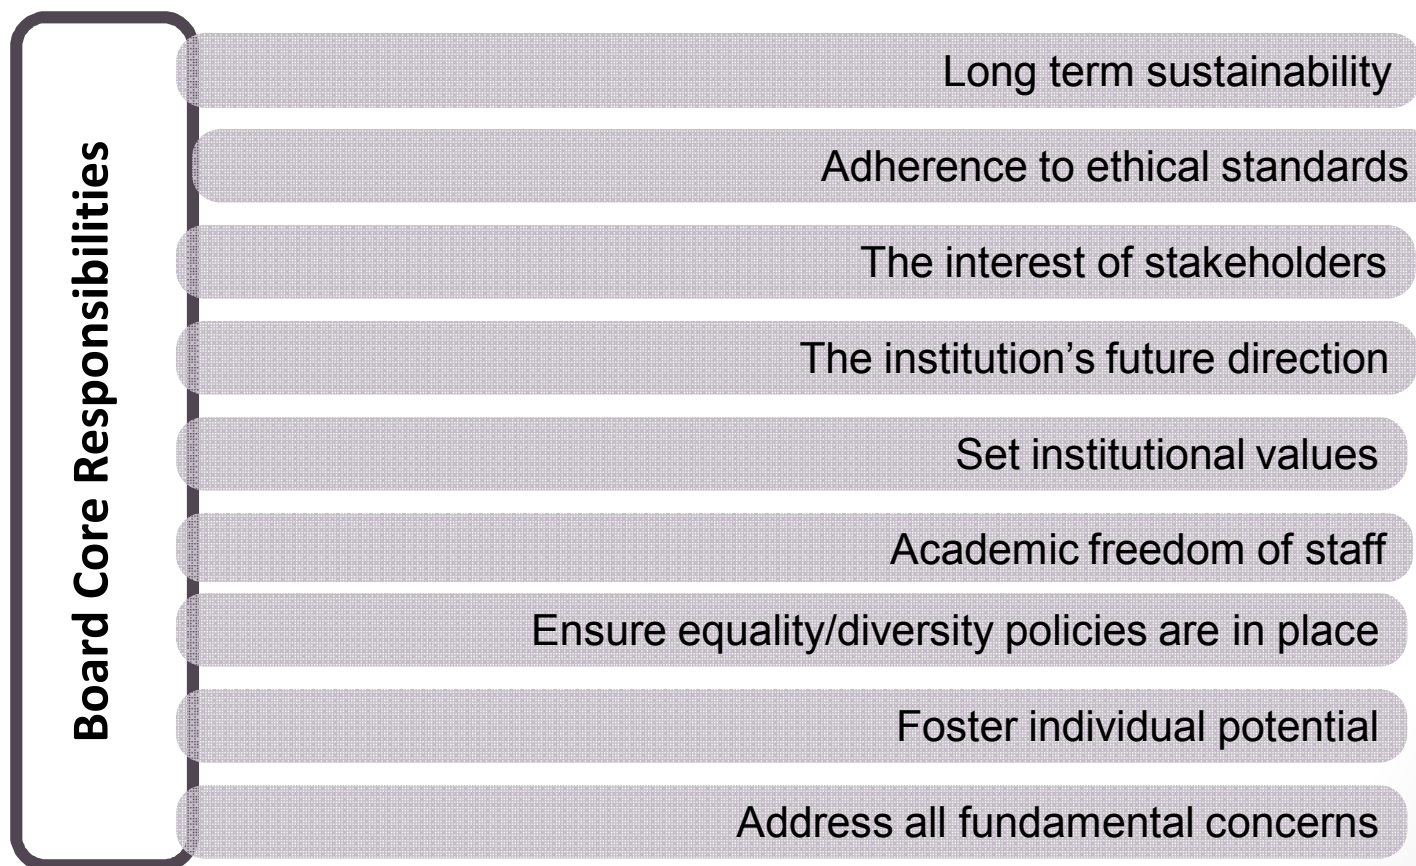 Board Core Responsibilities
Long term sustainability
Adherence to ethical standards
The interest of stakeholders
The institution’s future direction
Set institutional values
Academic freedom of staff
Ensure equality/diversity policies are in place
Foster individual potential
Address all fundamental concerns